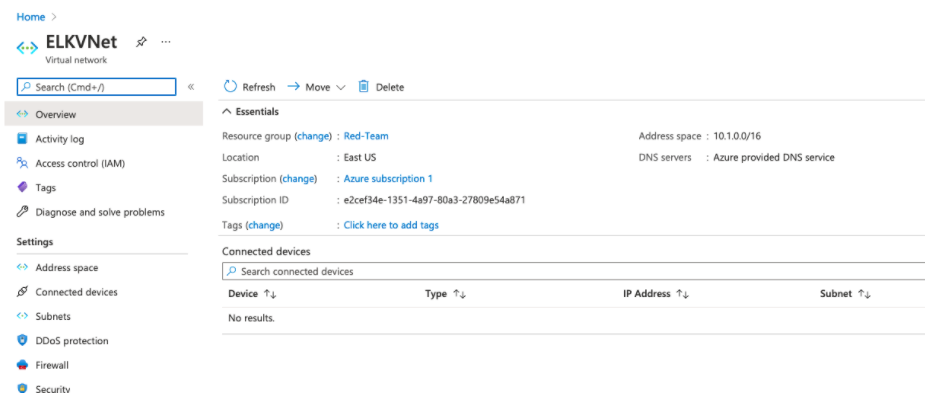 Home >
ELKVNet ...
Virtual network
Search (Cmd+/)
«
Overview
Activity log
Access control (IAM)
Tags
Diagnose and solve problems
Settings
Address space
Connected devices
Subnets
DDoS protection
Firewall
Security
Refresh Move Delete
Essentials
Resource group (change) : Red-Team
Location : East US
Subscription (change) : Azure subscription 1
Subscription ID : e2cef34e-1351-4a97-80a3-27809e54a871
Tags (change) : Click here to add tags
Address space : 10.1.0.0/16
DNS servers : Azure provided DNS service
Connected devices
Search connected devices
Device ↑↓ Type ↑↓ IP Address ↑↓ Subnet ↑↓
No results.